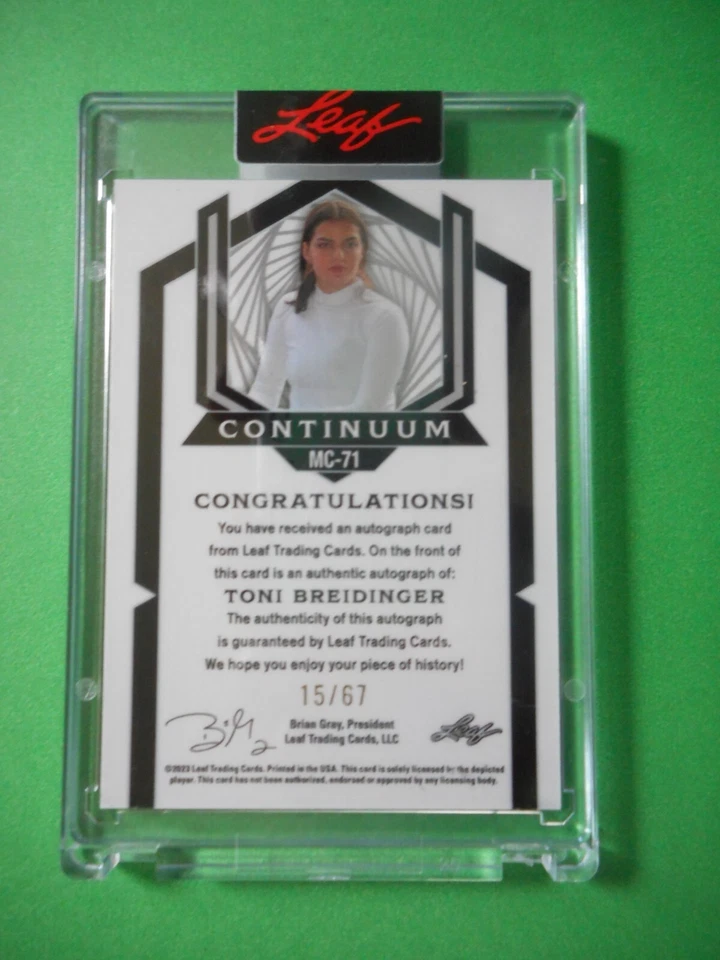 Leaf
CONTINUUM
MC-71
CONGRATULATIONS!
You have received an autograph card
from Leaf Trading Cards. On the front of
this card is an authentic autograph of:
TONI BREIDINGER
The authenticity of this autograph
is guaranteed by Leaf Trading Cards.
We hope you enjoy your piece of history!
15/67
Brian Gray, President
Leaf Trading Cards, LLC
Leaf
©2023 Leaf Trading Cards. Printed in the USA. This card is solely licensed by the depicted
player. This card has not been authorized, endorsed or approved by any licensing body.